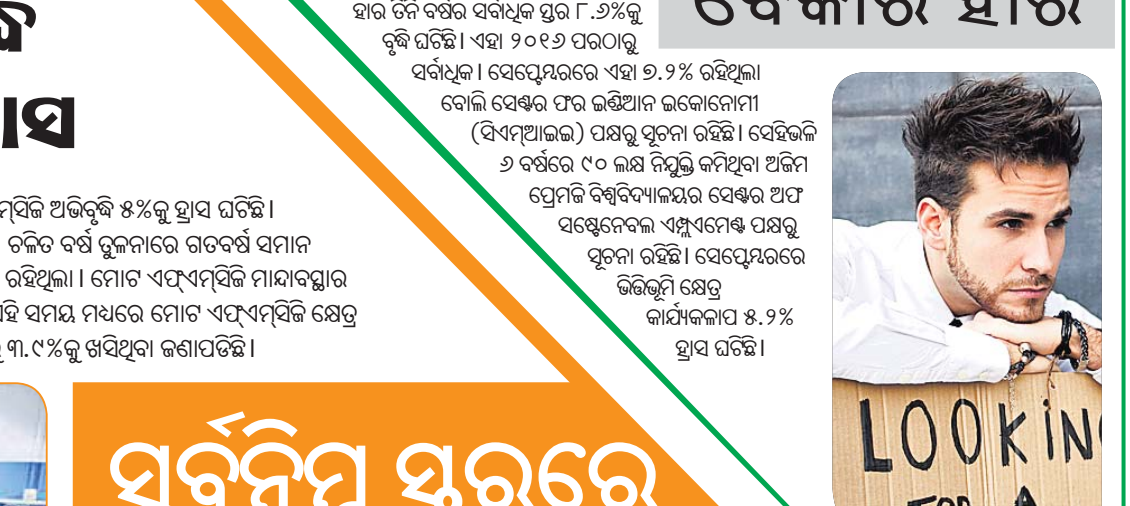 ହାର ତିନି ବର୍ଷର ସର୍ବାଧିକ ସ୍ତର ୮.୬%କୁ
ବୃଦ୍ଧି ଘଟିଛି। ଏହା ୨୦୧୬ ପରଠାରୁ
ସର୍ବାଧିକ। ସେପ୍ଟେମ୍ବରରେ ଏହା ୭.୨% ରହିଥିଲା
ବୋଲି ସେଣ୍ଟର ଫର ଇଣ୍ଡିଆନ ଇକୋନୋମୀ
(ସିଏମ୍ଆଇଇ) ପକ୍ଷରୁ ସୂଚନା ରହିଛି। ସେହିଭଳି
୬ ବର୍ଷରେ ୯୦ ଲକ୍ଷ ନିଯୁକ୍ତି କମିଥିବା ଅଜିମ
ପ୍ରେମଜି ବିଶ୍ୱବିଦ୍ୟାଳୟର ସେଣ୍ଟର ଅଫ
ସଷ୍ଟେନେବଲ ଏମ୍ପ୍ଲଏମେଣ୍ଟ ପକ୍ଷରୁ
ସୂଚନା ରହିଛି। ସେପ୍ଟେମ୍ବରରେ
ଭିତ୍ତିଭୂମି କ୍ଷେତ୍ର
କାର୍ଯ୍ୟକଳାପ ୫.୨%
ହ୍ରାସ ଘଟିଛି।
ବେକାରି ହାର
ମ୍ସିଜି ଅଭିବୃଦ୍ଧି ୫%କୁ ହ୍ରାସ ଘଟିଛି।
ଚଳିତ ବର୍ଷ ତୁଳନାରେ ଗତବର୍ଷ ସମାନ
ରହିଥିଲା। ମୋଟ ଏଫ୍ଏମ୍ସିଜି ମାନ୍ଦାବସ୍ଥାର
ସମୟ ମଧ୍ୟରେ ମୋଟ ଏଫ୍ଏମ୍ସିଜି କ୍ଷେତ୍ର
୩.୯%କୁ ଖସିଥିବା ଜଣାପଡିଛି।
ସର୍ବନିମ୍ନ ସ୍ତରରେ
LOOKIN
FOR A